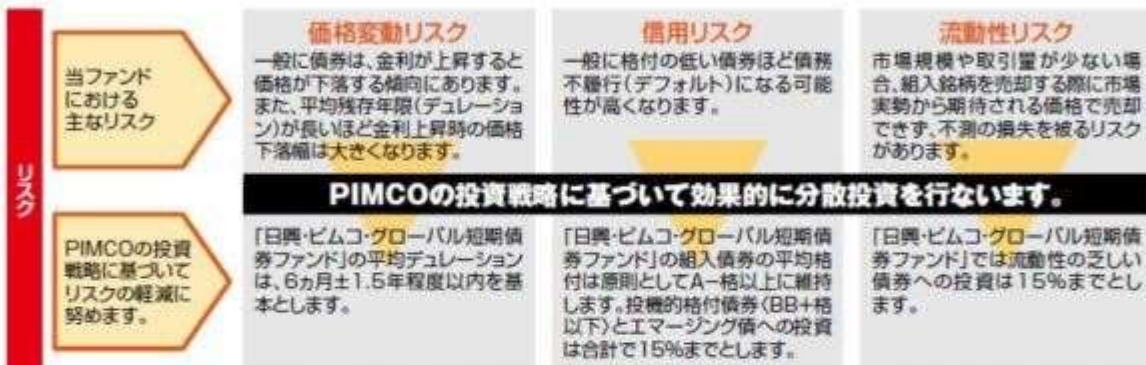 リスク
当ファンド
における
主なリスク
価格変動リスク
一般に債券は、金利が上昇すると
価格が下落する傾向にあります。
また、平均残存年限(デュレーショ
ン)が長いほど金利上昇時の価格
下落幅は大きくなります。
信用リスク
一般に格付の低い債券ほど債務
不履行(デフォルト)になる可能
性が高くなります。
流動性リスク
市場規模や取引量が少ない場
合、組入銘柄を売却する際に市場
実勢から期待される価格で売却
できず、不測の損失を被るリスク
があります。
PIMCOの投資戦略に基づいて効果的に分散投資を行ないます。
PIMCOの投資
戦略に基づいて
リスクの軽減に
努めます。
「日興・ピムコ・グローバル短期債
券ファンド」の平均デュレーション
は、6ヵ月±1.5年程度以内を基
本とします。
「日興・ピムコ・グローバル短期債
券ファンド」の組入債券の平均格
付は原則としてA−格以上に維持
します。投機的格付債券(BB+格
以下)とエマージング債への投資
は合計で15%までとします。
「日興・ピムコ・グローバル短期債
券ファンド」では流動性の乏しい
債券への投資は15%までとし
ます。